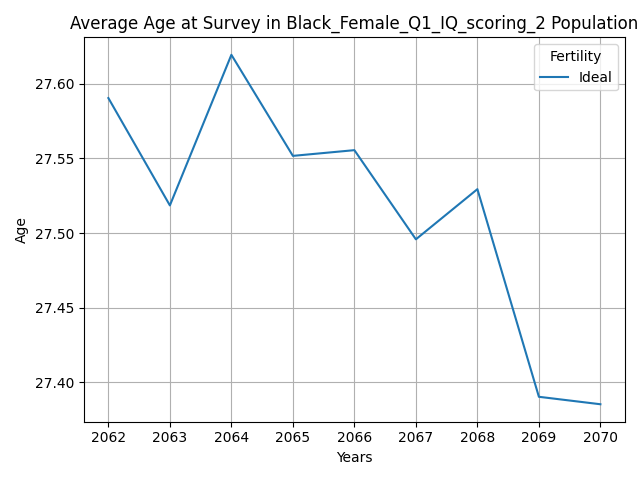 Average Age at Survey in Black_Female_Q1_IQ_scoring_2 Population
Fertility
Ideal
27.60
27.55
27.50
27.45
27.40
Age
2062 2063 2064 2065 2066 2067 2068 2069 2070
Years